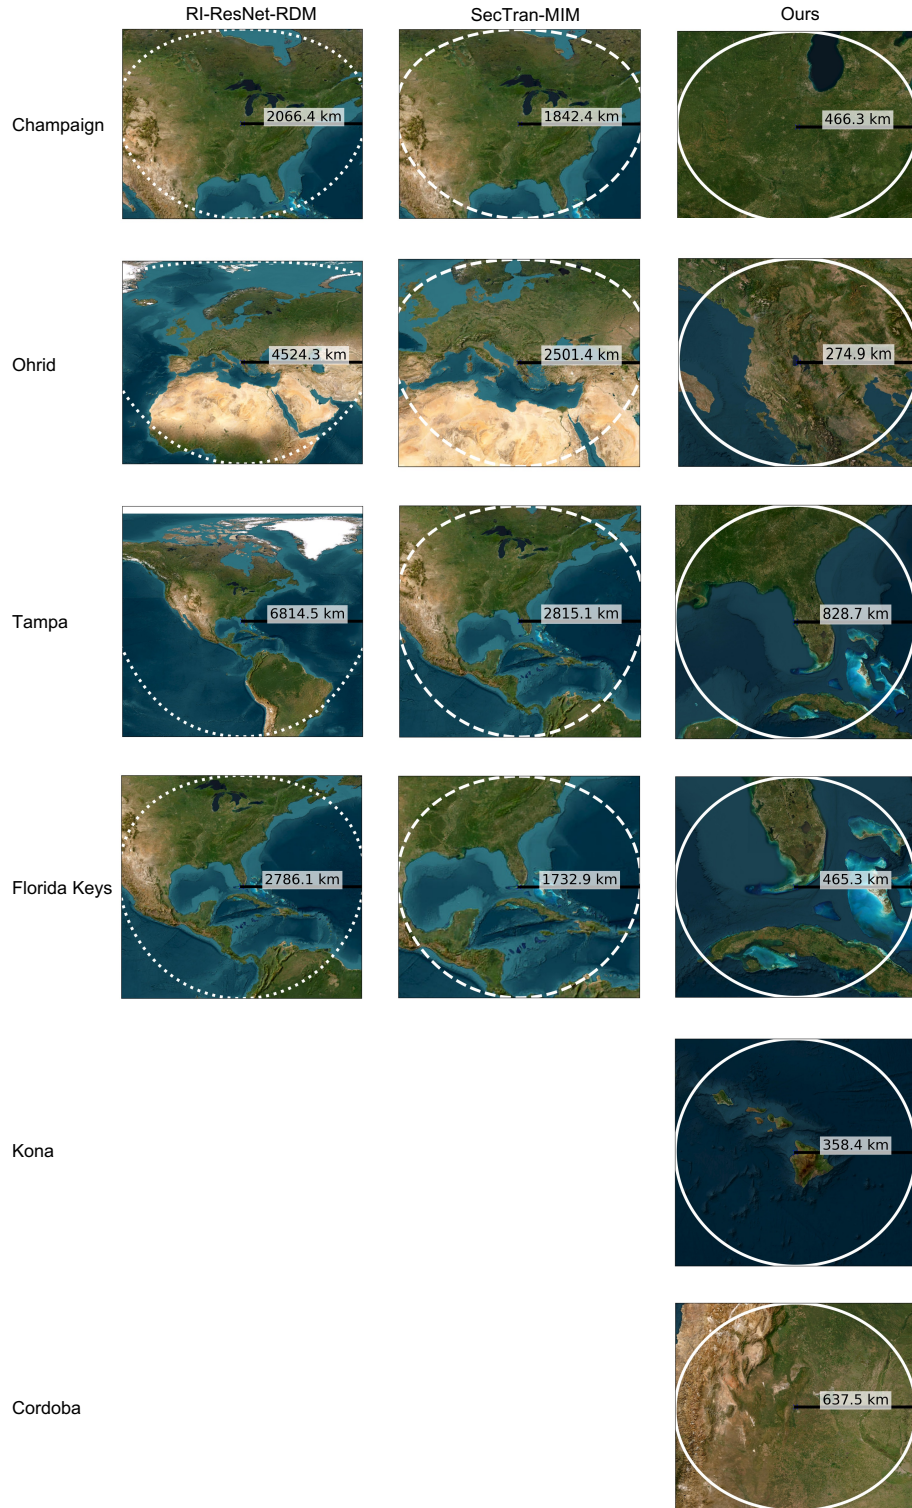 RI-ResNet-RDM SecTran-MIM Ours
Champaign 2066.4 km 1842.4 km 466.3 km
Ohrid 4524.3 km 2501.4 km 274.9 km
Tampa 6814.5 km 2815.1 km 828.7 km
Florida Keys 2786.1 km 1732.9 km 465.3 km
Kona 358.4 km
Cordoba 637.5 km